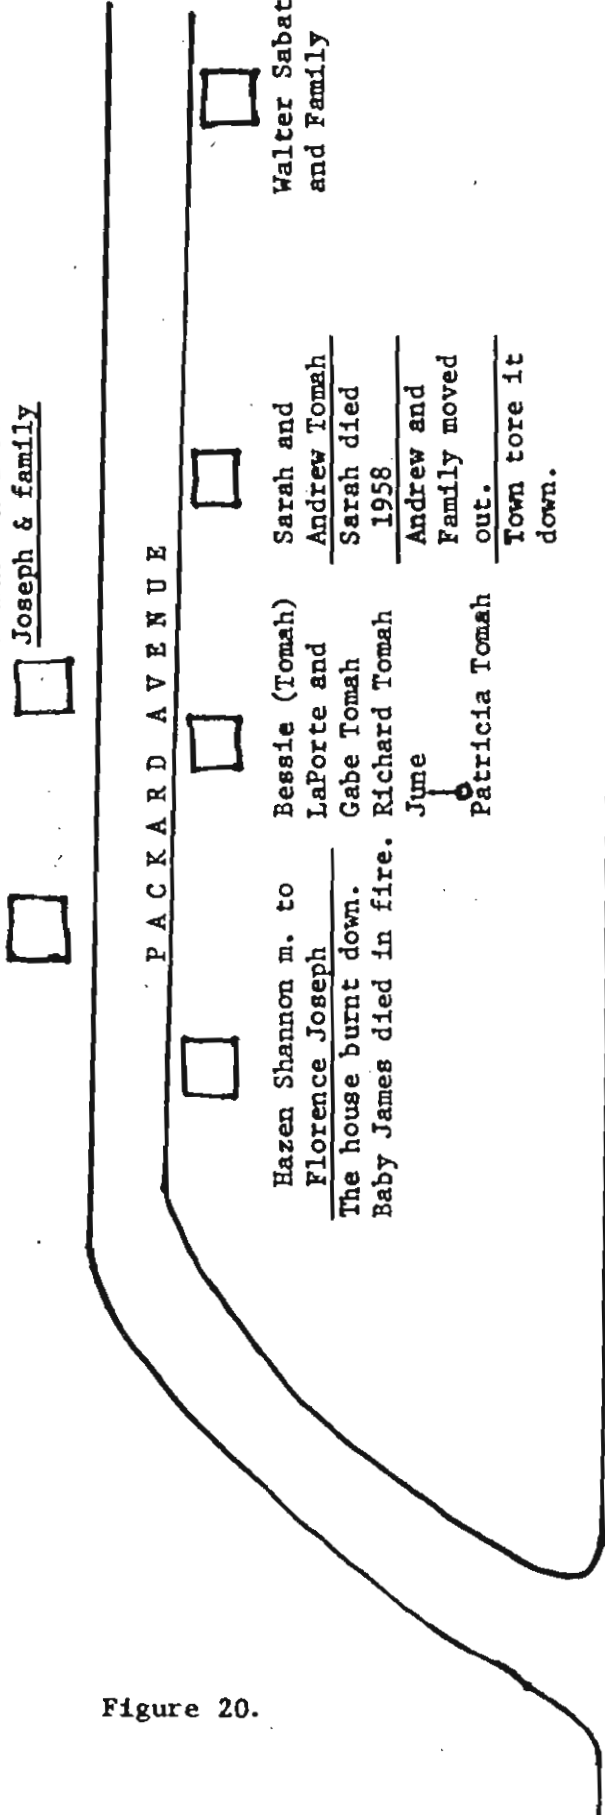 Joseph & family
PACKARD AVENUE
Hazen Shannon m. to
Florence Joseph
The house burnt down.
Baby James died in fire.
Bessie (Tomah)
LaPorte and
Gabe Tomah
Richard Tomah
June
Patricia Tomah
Sarah and
Andrew Tomah
Sarah died
1958
Andrew and
Family moved
out.
Town tore it
down.
Walter Sabat
and Family
Figure 20.